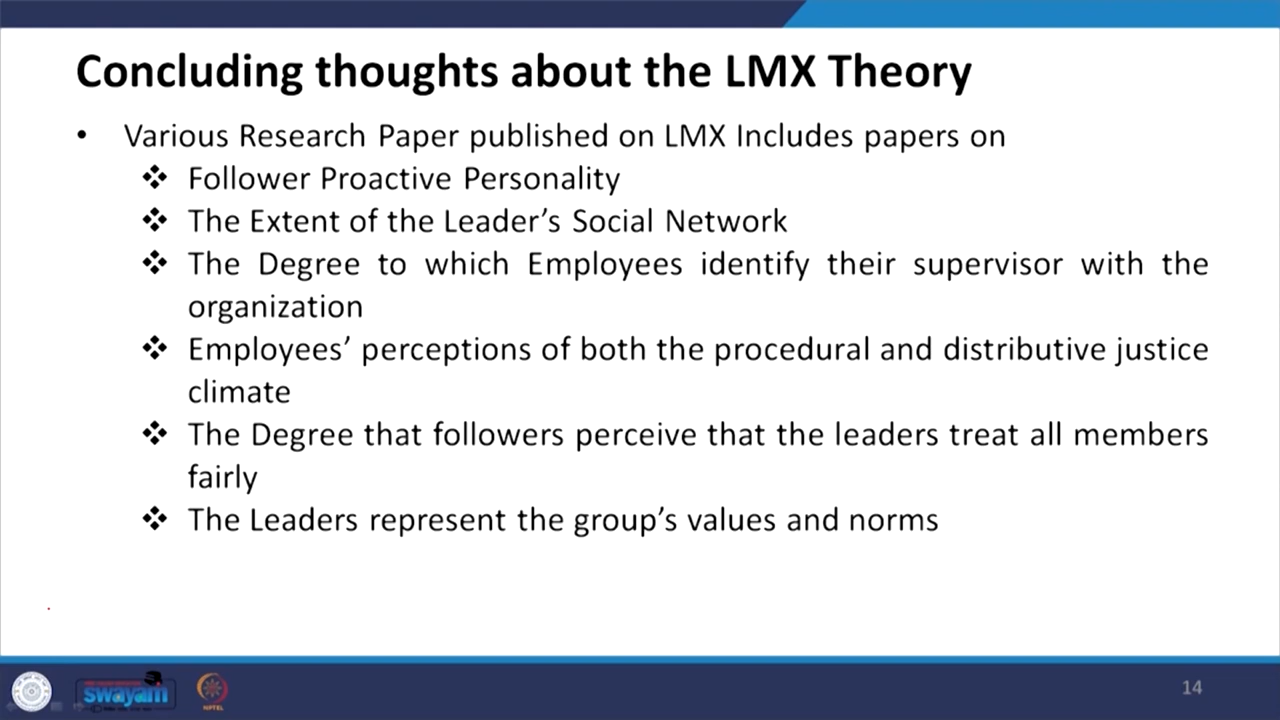 Concluding thoughts about the LMX Theory
• Various Research Paper published on LMX Includes papers on
❖ Follower Proactive Personality
❖ The Extent of the Leader’s Social Network
❖ The Degree to which Employees identify their supervisor with the
organization
❖ Employees’ perceptions of both the procedural and distributive justice
climate
❖ The Degree that followers perceive that the leaders treat all members
fairly
❖ The Leaders represent the group’s values and norms
swayam
NPTEL
14